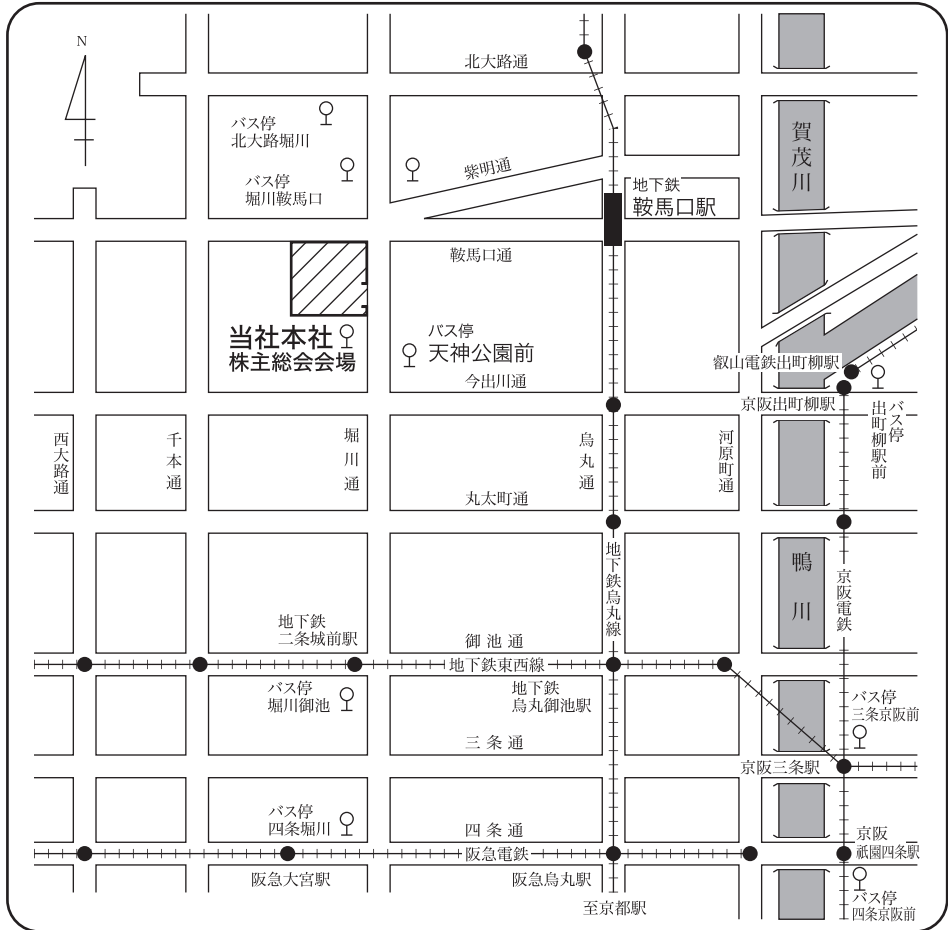 N
北大路通
バス停
北大路堀川
バス停
堀川鞍馬口
紫明通
地下鉄
鞍馬口駅
賀茂川
鞍馬口通
当社本社
株主総会会場
バス停
天神公園前
今出川通
叡山電鉄出町柳駅
京阪出町柳駅
バス停
出町柳駅前
西大路通
千本通
堀川通
烏丸通
河原町通
丸太町通
地下鉄烏丸線
鴨川
京阪電鉄
地下鉄
二条城前駅
御池通
地下鉄東西線
バス停
堀川御池
地下鉄
烏丸御池駅
バス停
三条京阪前
三条通
京阪三条駅
バス停
四条堀川
四条通
京阪
祇園四条駅
阪急電鉄
阪急大宮駅
阪急烏丸駅
バス停
四条京阪前
至京都駅